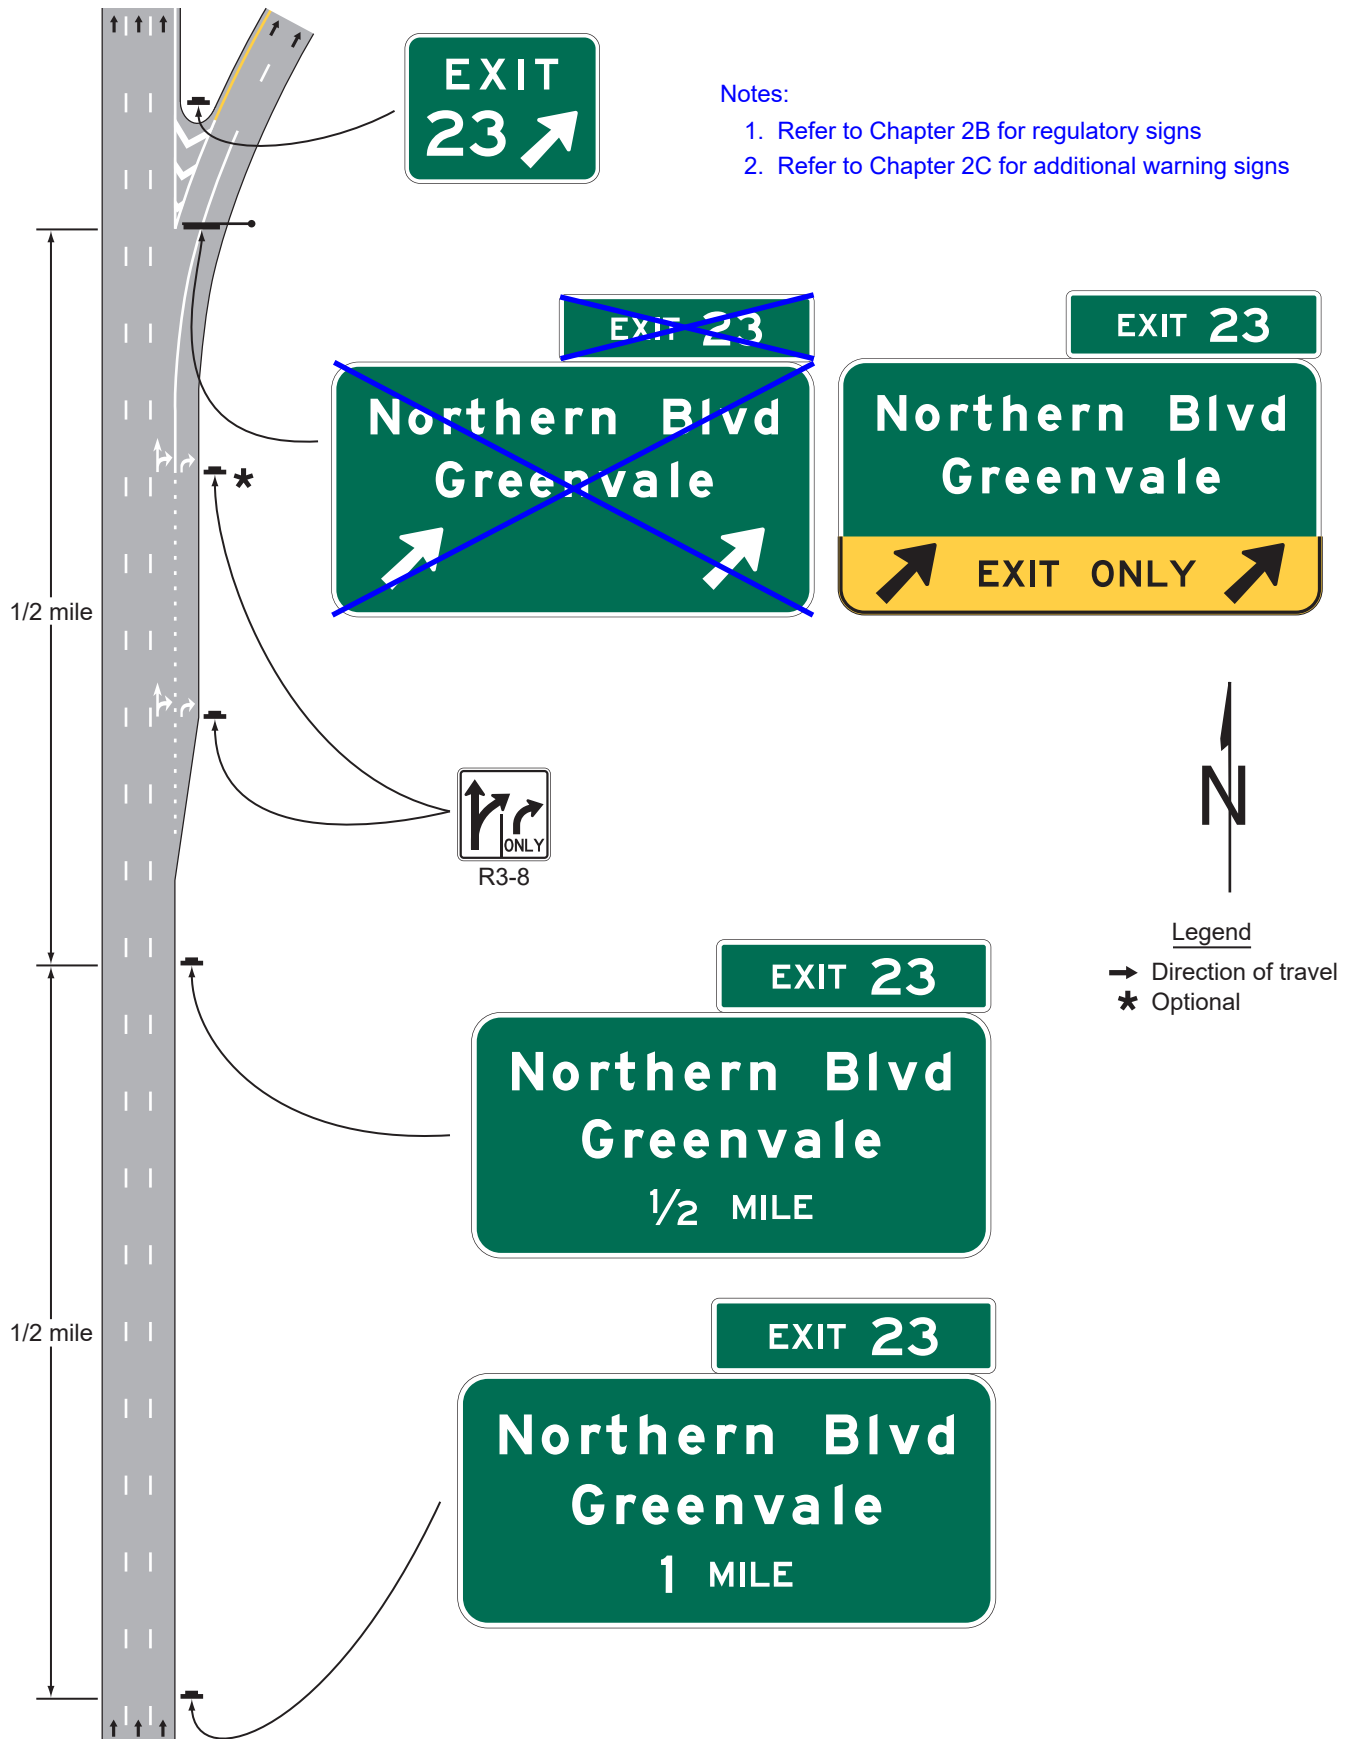 EXIT
23
Notes:
1. Refer to Chapter 2B for regulatory signs
2. Refer to Chapter 2C for additional warning signs
EXIT 23
Northern Blvd
Greenvale
EXIT 23
Northern Blvd
Greenvale
EXIT ONLY
*
1/2 mile
ONLY
R3-8
N
Legend
Direction of travel
* Optional
EXIT 23
Northern Blvd
Greenvale
1/2 MILE
1/2 mile
EXIT 23
Northern Blvd
Greenvale
1 MILE